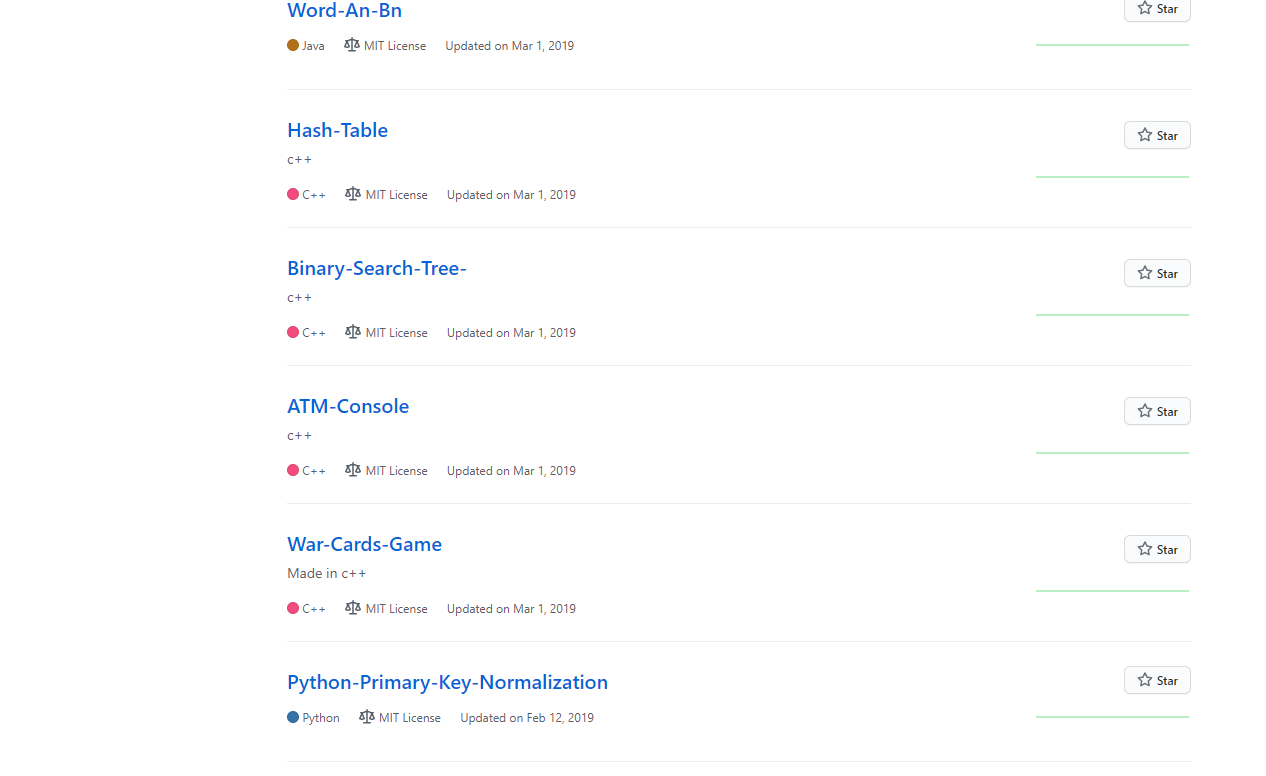 Word-An-Bn
Star
Java MIT License Updated on Mar 1, 2019
Hash-Table
Star
c++
C++ MIT License Updated on Mar 1, 2019
Binary-Search-Tree-
Star
c++
C++ MIT License Updated on Mar 1, 2019
ATM-Console
Star
c++
C++ MIT License Updated on Mar 1, 2019
War-Cards-Game
Star
Made in c++
C++ MIT License Updated on Mar 1, 2019
Python-Primary-Key-Normalization
Star
Python MIT License Updated on Feb 12, 2019